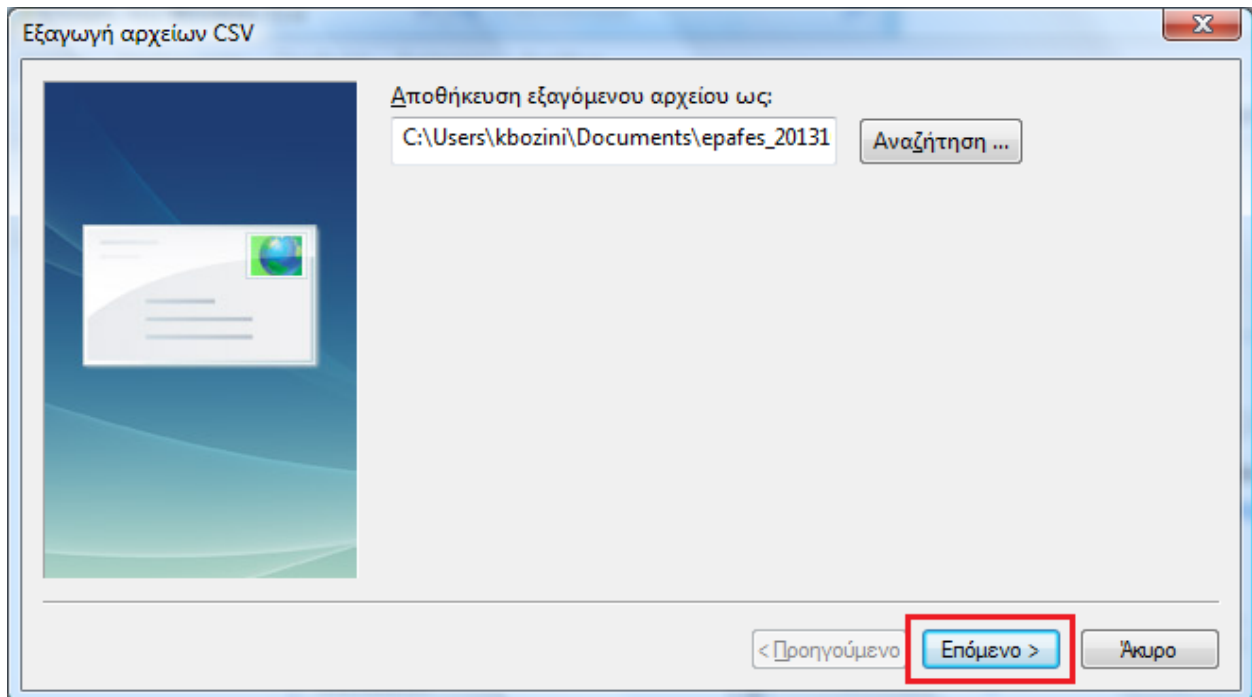 Εξαγωγή αρχείων CSV
Αποθήκευση εξαγόμενου αρχείου ως:
C:\Users\kbozini\Documents\epafes_20131
Αναζήτηση ...
< Προηγούμενο
Επόμενο >
Άκυρο